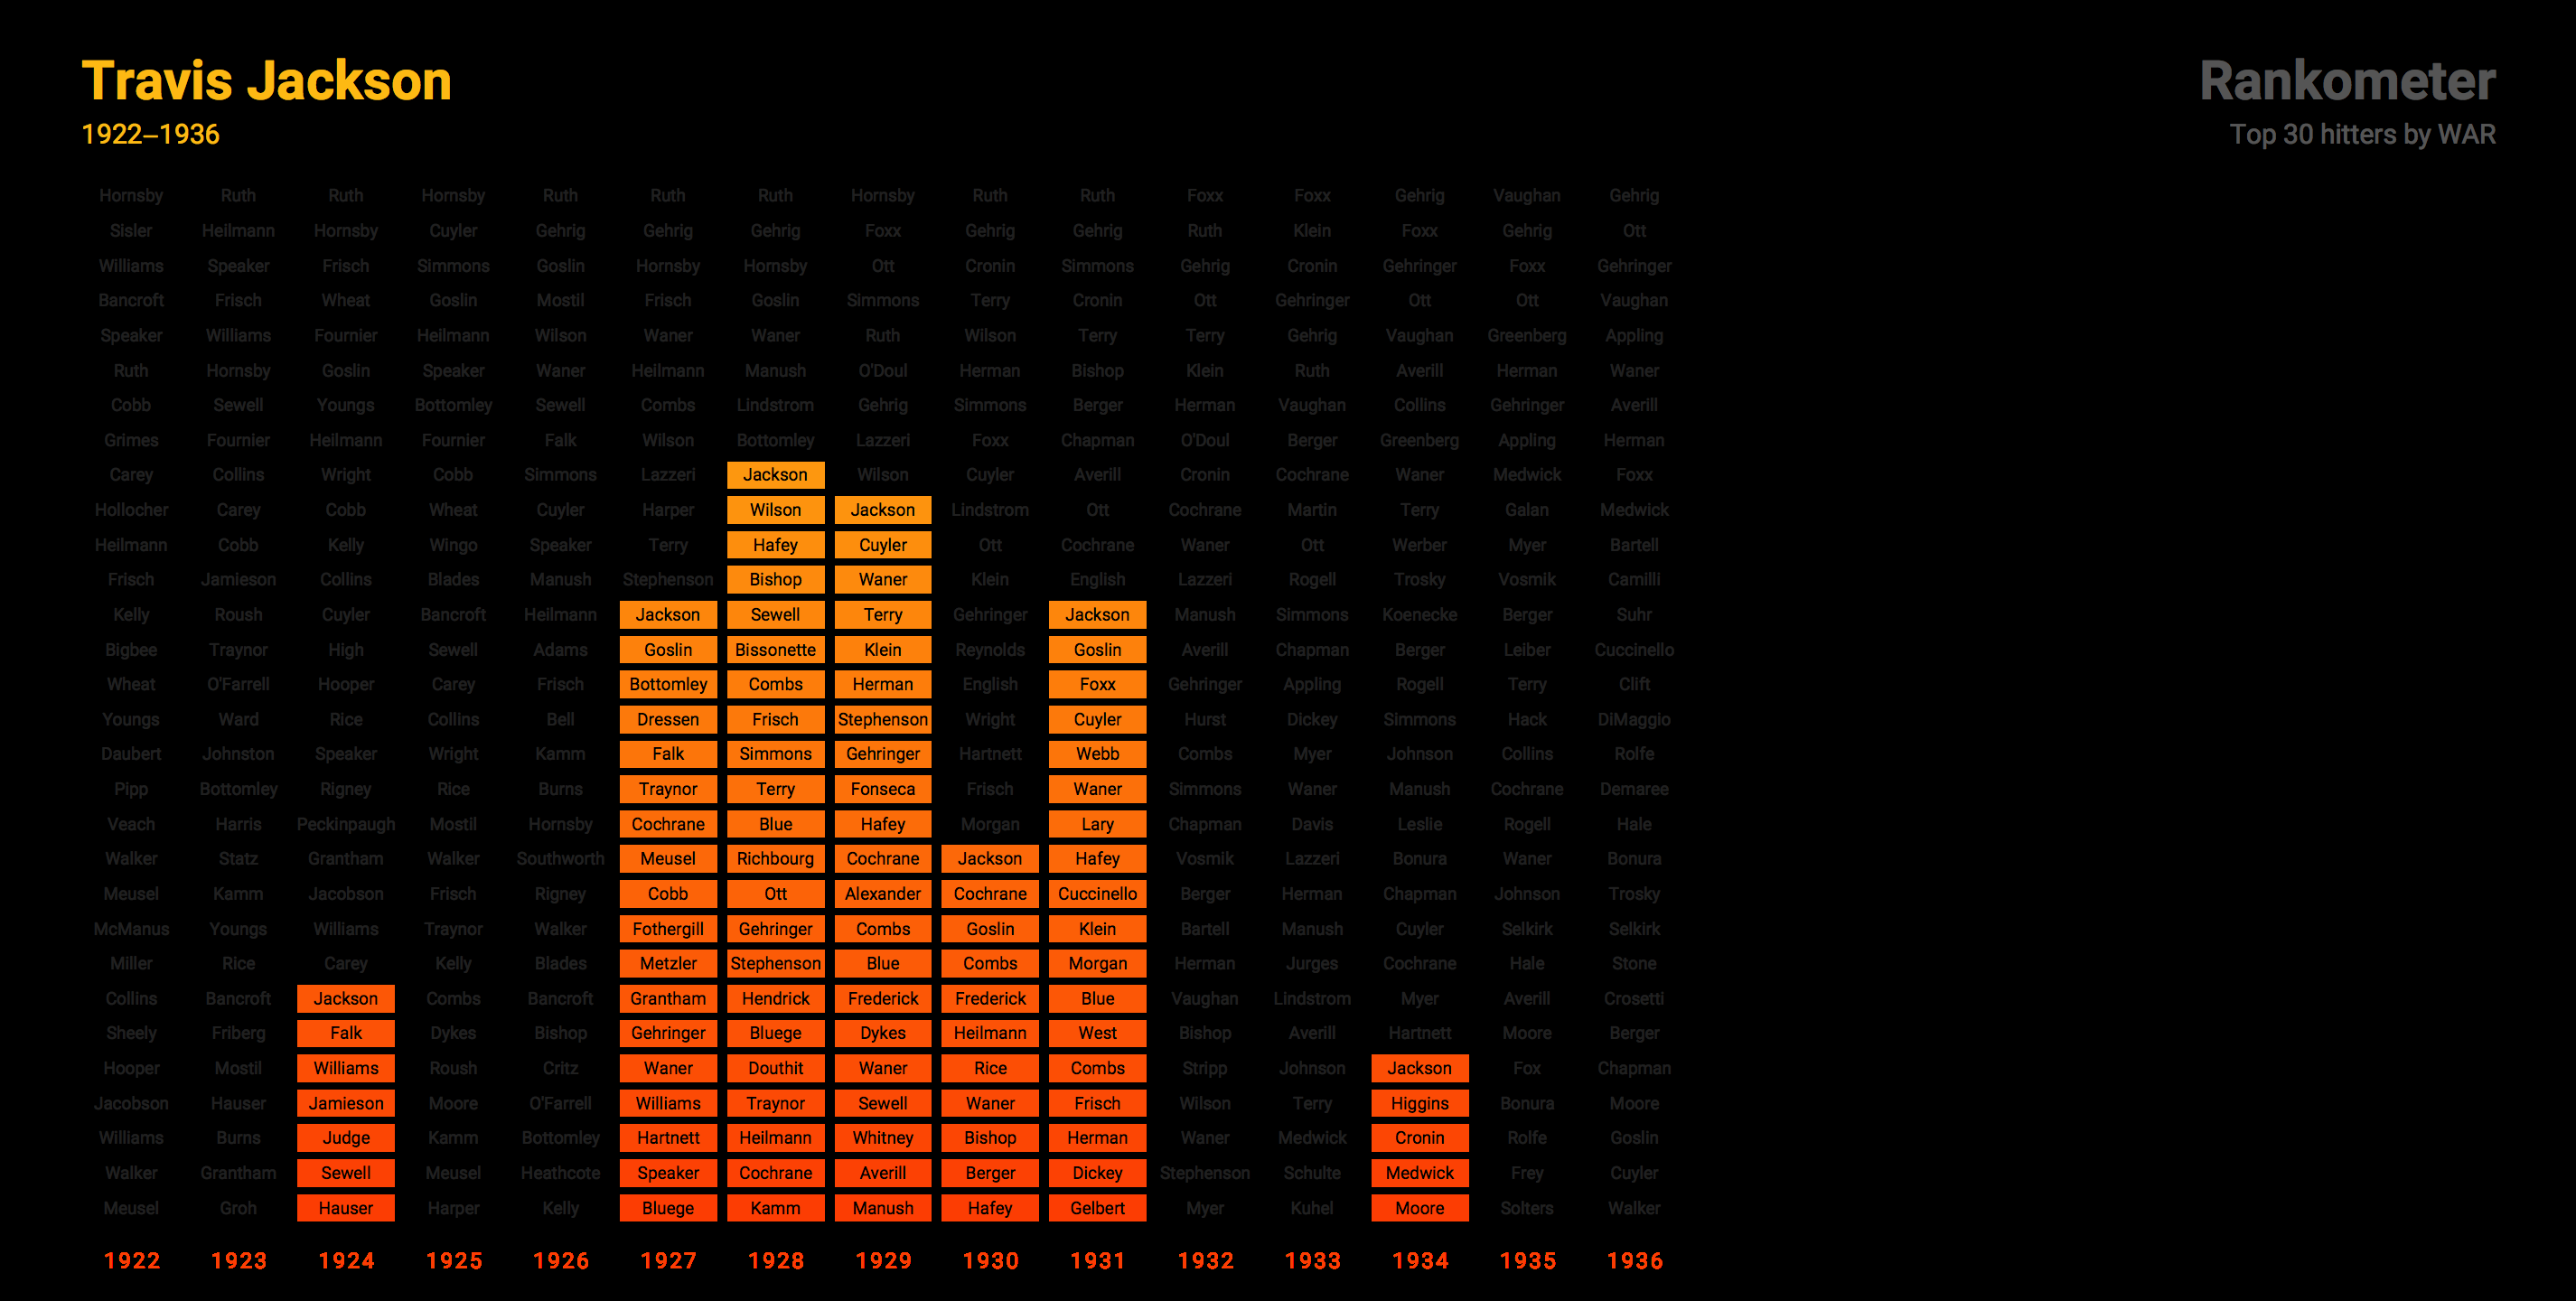 Travis Jackson
1922–1936
Rankometer
Top 30 hitters by WAR
Hornsby Ruth Ruth Hornsby Ruth Ruth Ruth Hornsby Ruth Ruth Foxx Foxx Gehrig Vaughan Gehrig
Sisler Heilmann Hornsby Cuyler Gehrig Gehrig Gehrig Foxx Gehrig Gehrig Ruth Klein Foxx Gehrig Ott
Williams Speaker Frisch Simmons Goslin Hornsby Hornsby Ott Cronin Simmons Gehrig Cronin Gehringer Foxx Gehringer
Bancroft Frisch Wheat Goslin Mostil Frisch Goslin Simmons Terry Cronin Ott Gehringer Ott Ott Vaughan
Speaker Williams Fournier Heilmann Wilson Waner Waner Ruth Wilson Terry Terry Gehrig Vaughan Greenberg Appling
Ruth Hornsby Goslin Speaker Waner Heilmann Manush O'Doul Herman Bishop Klein Ruth Averill Herman Waner
Cobb Sewell Youngs Bottomley Sewell Combs Lindstrom Gehrig Simmons Berger Herman Vaughan Collins Gehringer Averill
Grimes Fournier Heilmann Fournier Falk Wilson Bottomley Lazzeri Foxx Chapman O'Doul Berger Greenberg Appling Herman
Carey Collins Wright Cobb Simmons Lazzeri Jackson Wilson Cuyler Averill Cronin Cochrane Waner Medwick Foxx
Hollocher Carey Cobb Wheat Cuyler Harper Wilson Jackson Lindstrom Ott Cochrane Martin Terry Galan Medwick
Heilmann Cobb Kelly Wingo Speaker Terry Hafey Cuyler Ott Cochrane Waner Ott Werber Myer Bartell
Frisch Jamieson Collins Blades Manush Stephenson Bishop Waner Klein English Lazzeri Rogell Trosky Vosmik Camilli
Kelly Roush Cuyler Bancroft Heilmann Jackson Sewell Terry Gehringer Jackson Manush Simmons Koenecke Berger Suhr
Bigbee Traynor High Sewell Adams Goslin Bissonette Klein Reynolds Goslin Averill Chapman Berger Leiber Cuccinello
Wheat O'Farrell Hooper Carey Frisch Bottomley Combs Herman English Foxx Gehringer Appling Rogell Terry Clift
Youngs Ward Rice Collins Bell Dressen Frisch Stephenson Wright Cuyler Hurst Dickey Simmons Hack DiMaggio
Daubert Johnston Speaker Wright Kamm Falk Simmons Gehringer Hartnett Webb Combs Myer Johnson Collins Rolfe
Pipp Bottomley Rigney Rice Burns Traynor Terry Fonseca Frisch Waner Simmons Waner Manush Cochrane Demaree
Veach Harris Peckinpaugh Mostil Hornsby Cochrane Blue Hafey Morgan Lary Chapman Davis Leslie Rogell Hale
Walker Statz Grantham Walker Southworth Meusel Richbourg Cochrane Jackson Hafey Vosmik Lazzeri Bonura Waner Bonura
Meusel Kamm Jacobson Frisch Rigney Cobb Ott Alexander Cochrane Cuccinello Berger Herman Chapman Johnson Trosky
McManus Youngs Williams Traynor Walker Fothergill Gehringer Combs Goslin Klein Bartell Manush Cuyler Selkirk Selkirk
Miller Rice Carey Kelly Blades Metzler Stephenson Blue Combs Morgan Herman Jurges Cochrane Hale Stone
Collins Bancroft Jackson Combs Bancroft Grantham Hendrick Frederick Frederick Blue Vaughan Lindstrom Myer Averill Crosetti
Sheely Friberg Falk Dykes Bishop Gehringer Bluege Dykes Heilmann West Bishop Averill Hartnett Moore Berger
Hooper Mostil Williams Roush Critz Waner Douthit Waner Rice Combs Stripp Johnson Jackson Fox Chapman
Jacobson Hauser Jamieson Moore O'Farrell Williams Traynor Sewell Waner Frisch Wilson Terry Higgins Bonura Moore
Williams Burns Judge Kamm Bottomley Hartnett Heilmann Whitney Bishop Herman Waner Medwick Cronin Rolfe Goslin
Walker Grantham Sewell Meusel Heathcote Speaker Cochrane Averill Berger Dickey Stephenson Schulte Medwick Frey Cuyler
Meusel Groh Hauser Harper Kelly Bluege Kamm Manush Hafey Gelbert Myer Kuhel Moore Solters Walker
1922 1923 1924 1925 1926 1927 1928 1929 1930 1931 1932 1933 1934 1935 1936